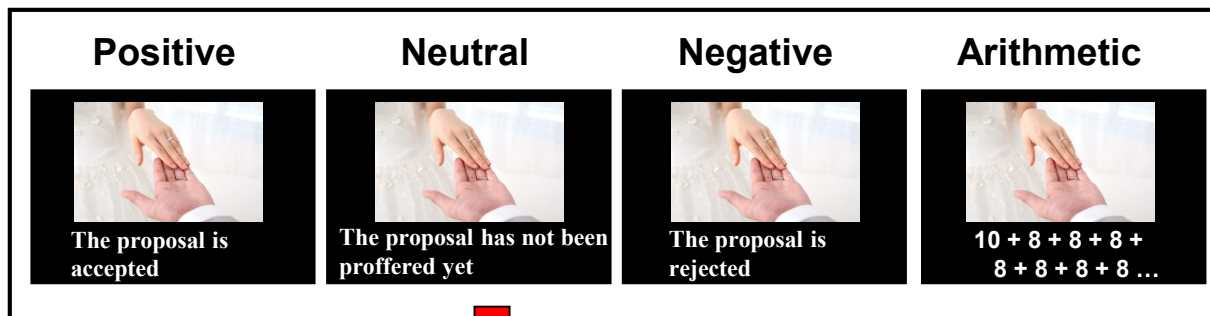 Positive
Neutral
Negative
Arithmetic
The proposal is
accepted
The proposal has not been
proffered yet
The proposal is
rejected
10 + 8 + 8 + 8 +
8 + 8 + 8 + 8 ...